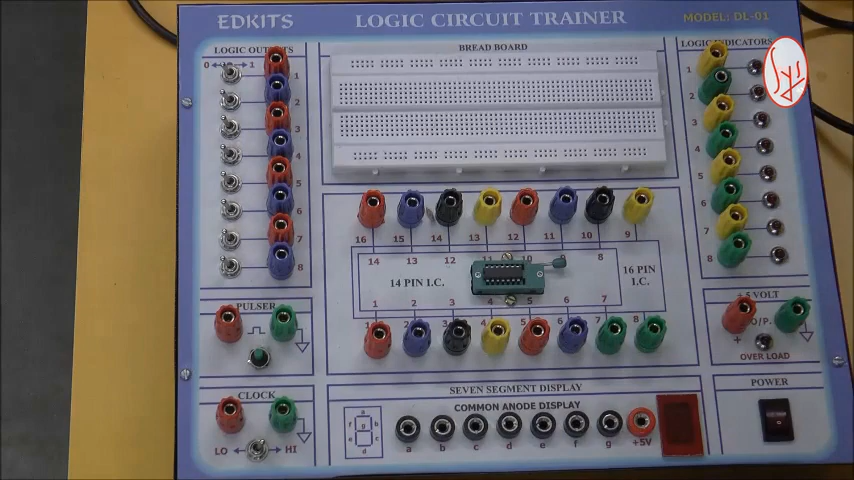 EDKITS LOGIC CIRCUIT TRAINER MODEL: DL-01
LOGIC OUTPUTS
0 1
1
2
3
4
5
6
7
8
BREAD BOARD
LOGIC INDICATORS
1
2
3
4
5
6
7
8
16 15 14 13 12 11 10 9
14 13 12 11 10 9 8
14 PIN I.C.
16 PIN
I.C.
1 2 3 4 5 6 7
1 2 3 4 5 6 7 8
PULSER
CLOCK
LO HI
+5 VOLT
O/P.
+
OVER LOAD
POWER
SEVEN SEGMENT DISPLAY
COMMON ANODE DISPLAY
a
f g b
e c
d
a b c d e f g +5V
Sys